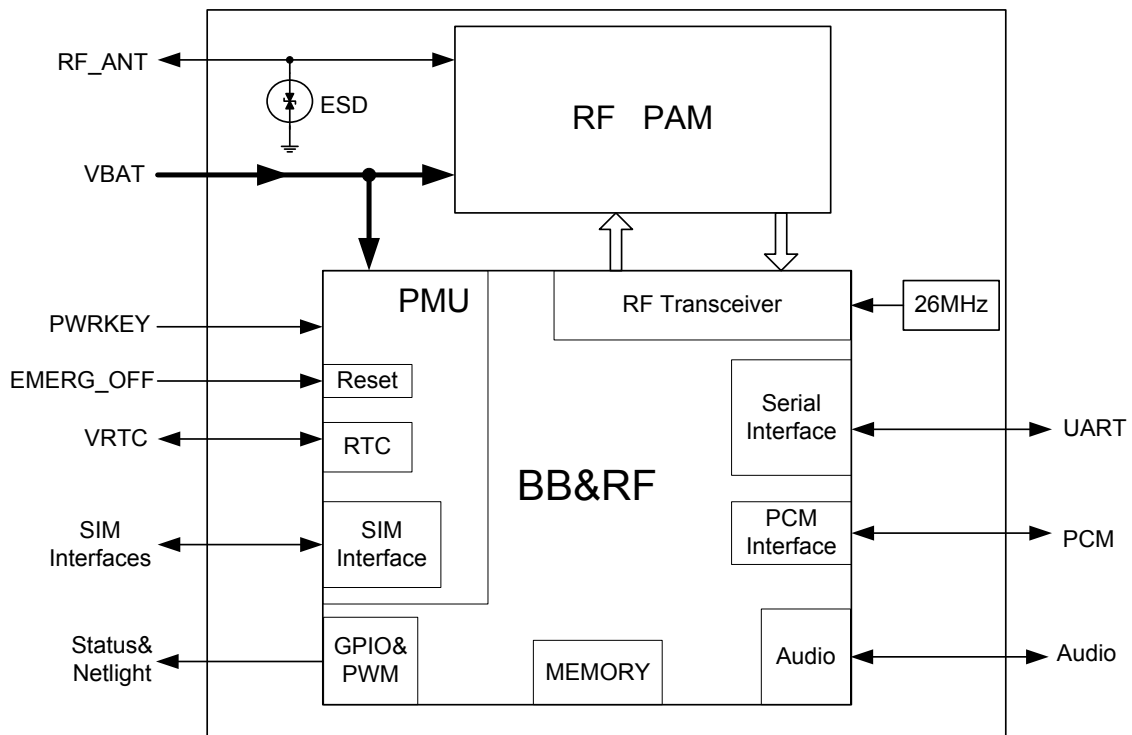 RF_ANT
ESD
RF PAM
VBAT
PMU
RF Transceiver
26MHz
PWRKEY
EMERG_OFF
Reset
Serial
Interface
UART
VRTC
RTC
BB&RF
SIM
Interfaces
SIM
Interface
PCM
Interface
PCM
Status&
Netlight
GPIO&
PWM
MEMORY
Audio
Audio